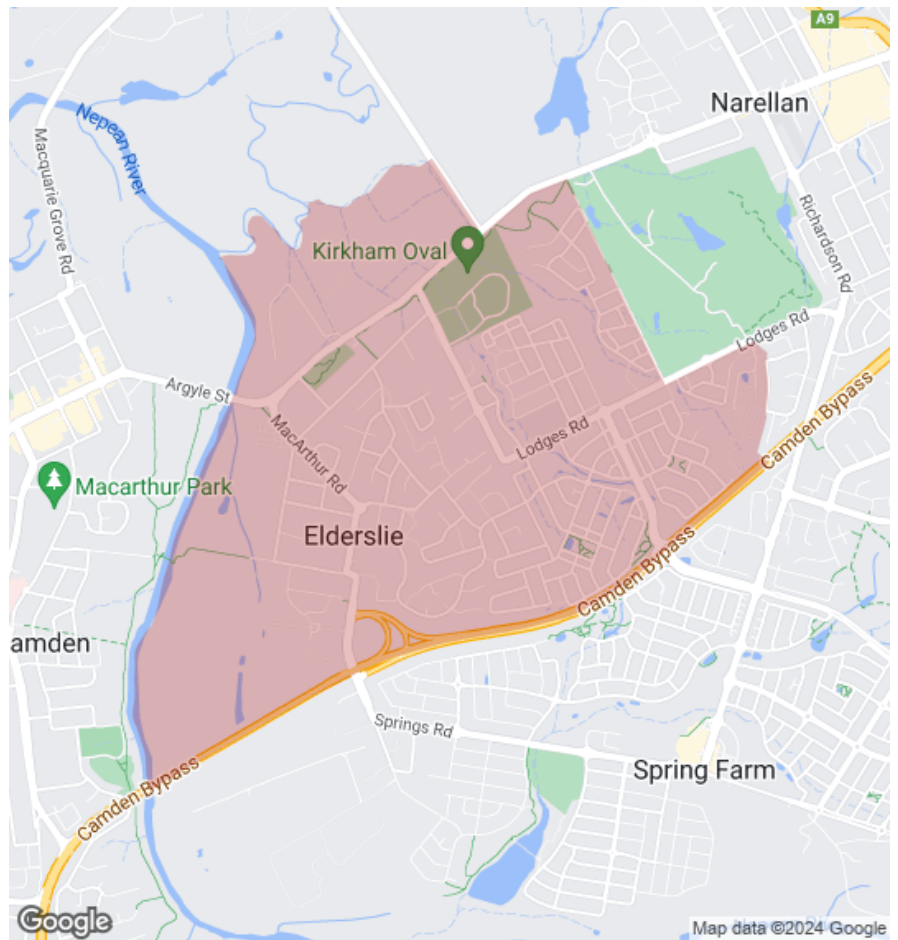 A9
Narellan
Nepean River
Macquarie Grove Rd
Richardson Rd
Kirkham Oval
Lodges Rd
Argyle St
MacArthur Rd
Lodges Rd
Camden Bypass
Macarthur Park
Elderslie
Camden Bypass
amden
Springs Rd
Spring Farm
Camden Bypass
Google
Map data ©2024 Google